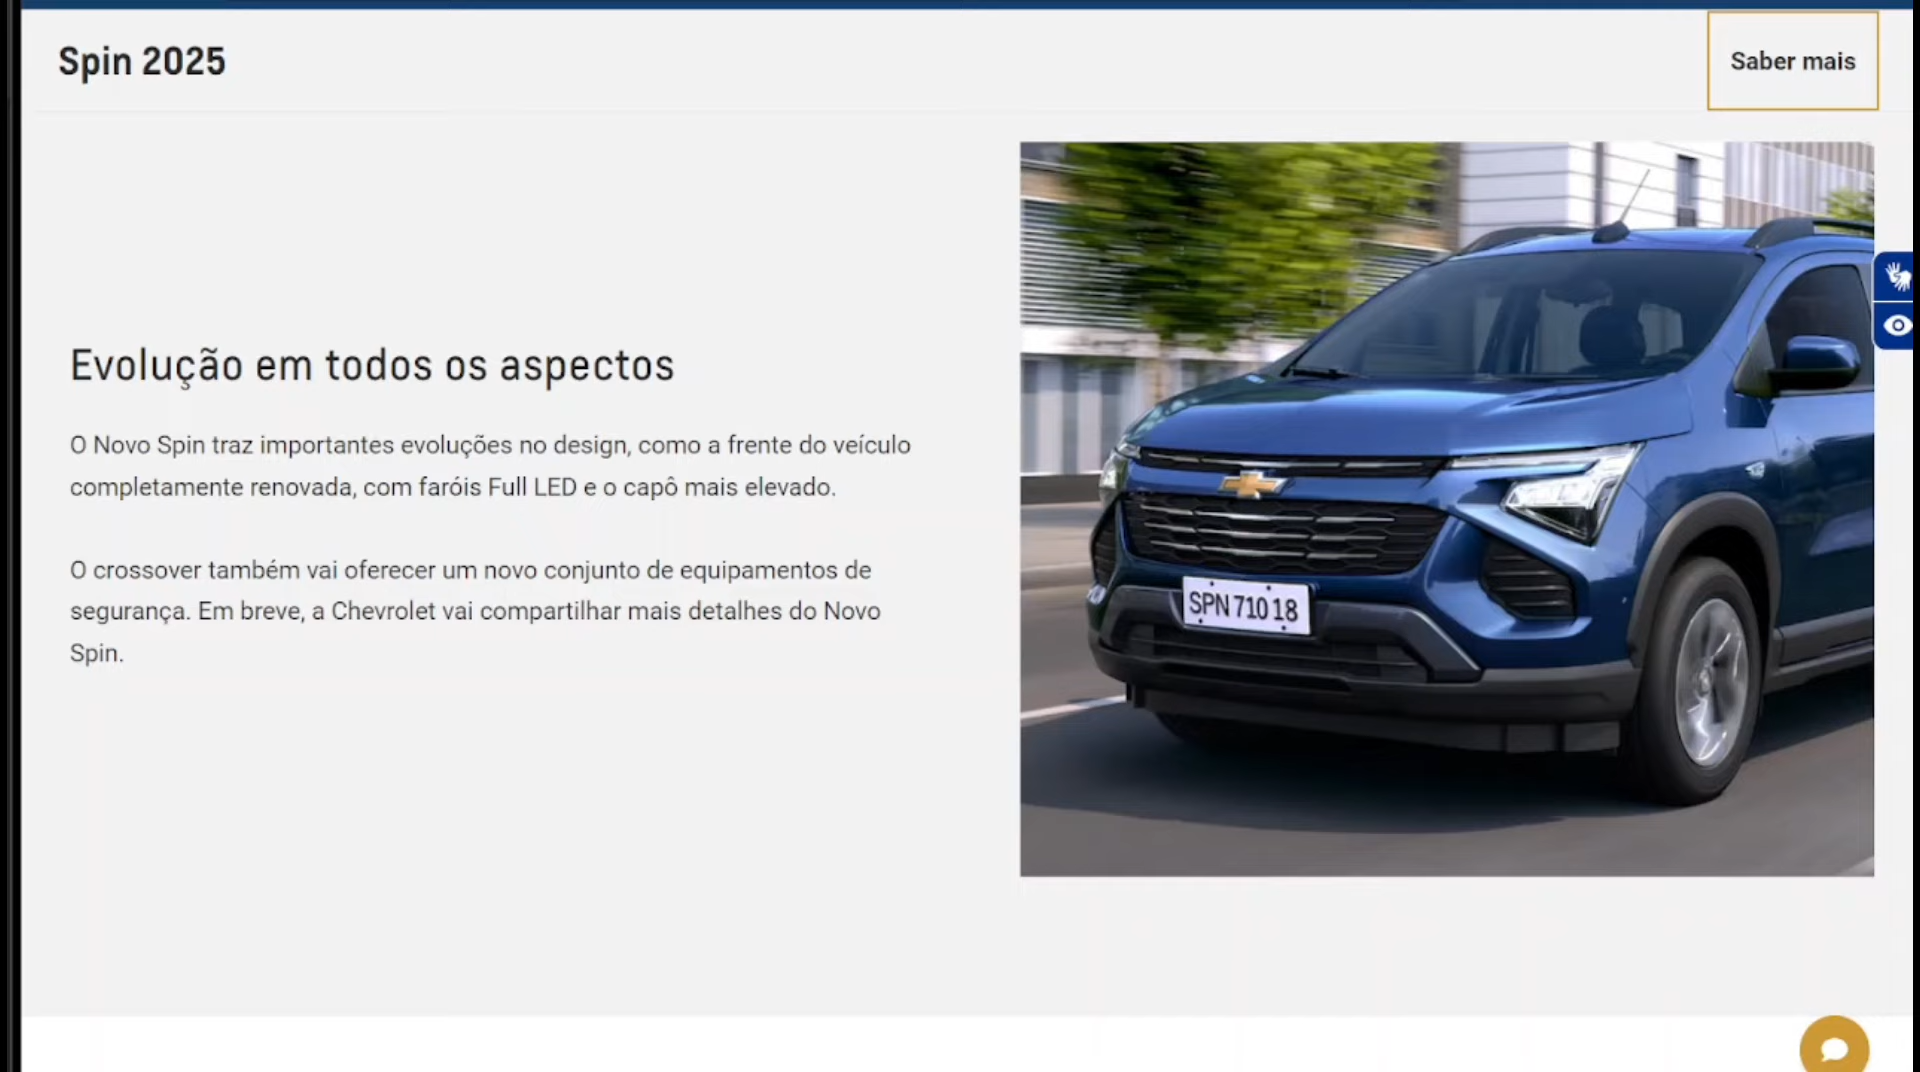 Spin 2025
Saber mais
Evolução em todos os aspectos
O Novo Spin traz importantes evoluções no design, como a frente do veículo
completamente renovada, com faróis Full LED e o capô mais elevado.
O crossover também vai oferecer um novo conjunto de equipamentos de
segurança. Em breve, a Chevrolet vai compartilhar mais detalhes do Novo
Spin.
SPN 710 18